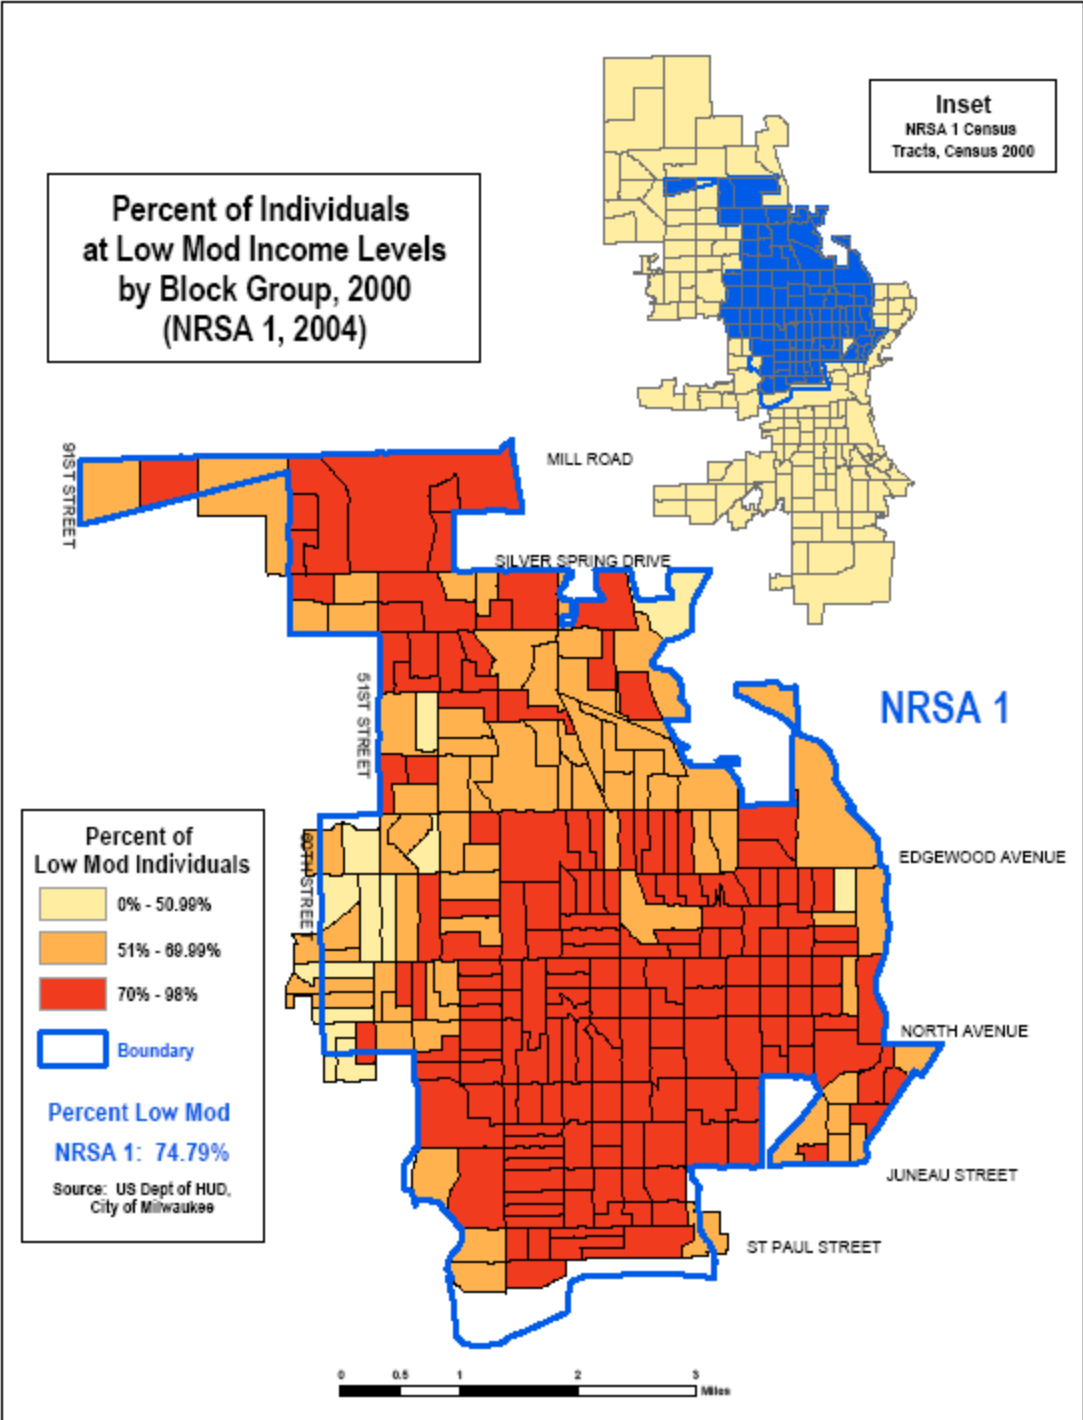 Inset
NRSA 1 Census
Tracts, Census 2000
Percent of Individuals
at Low Mod Income Levels
by Block Group, 2000
(NRSA 1, 2004)
91ST STREET
MILL ROAD
SILVER SPRING DRIVE
51ST STREET
NRSA 1
60TH STREET
EDGEWOOD AVENUE
NORTH AVENUE
JUNEAU STREET
ST PAUL STREET
Percent of
Low Mod Individuals
0% - 50.99%
51% - 69.99%
70% - 98%
Boundary
Percent Low Mod
NRSA 1: 74.79%
Source: US Dept of HUD,
City of Milwaukee
0 0.5 1 2 3
Miles